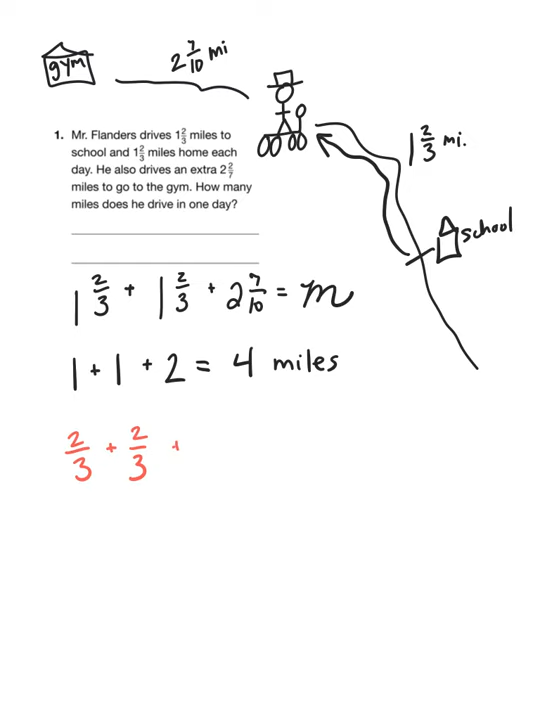 gym
2 7/10 mi
1. Mr. Flanders drives 1 2/3 miles to
school and 1 2/3 miles home each
day. He also drives an extra 2 2/7
miles to go to the gym. How many
miles does he drive in one day?
1 2/3 mi.
school
1 2/3 + 1 2/3 + 2 7/10 = m
1 + 1 + 2 = 4 miles
2/3 + 2/3 +